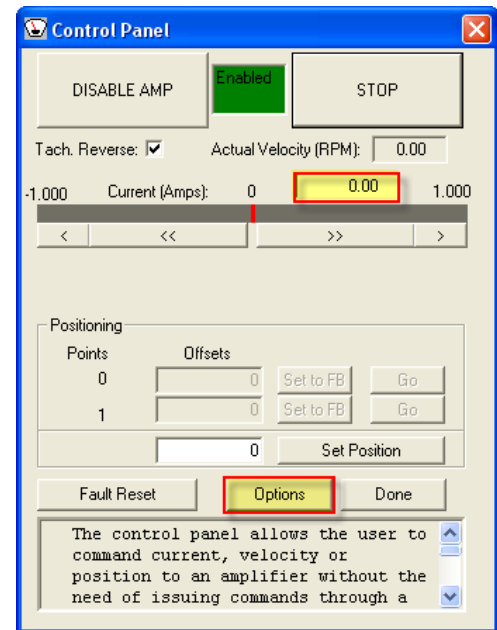 Control Panel
DISABLE AMP Enabled STOP
Tach. Reverse: Actual Velocity (RPM): 0.00
-1.000 Current (Amps): 0 0.00 1.000
< << >> >
Positioning
Points Offsets
0 0 Set to FB Go
1 0 Set to FB Go
0 Set Position
Fault Reset Options Done
The control panel allows the user to
command current, velocity or
position to an amplifier without the
need of issuing commands through a